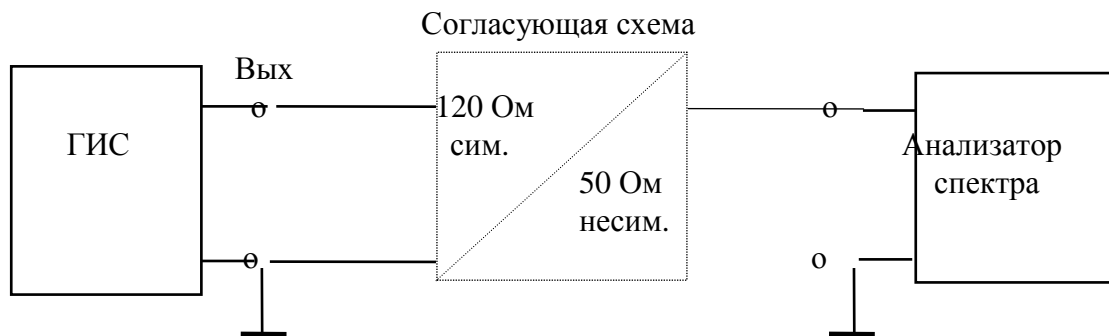 Согласующая схема
Вых
ГИС
120 Ом
сим.
50 Ом
несим.
Анализатор
спектра
о
о
о
о